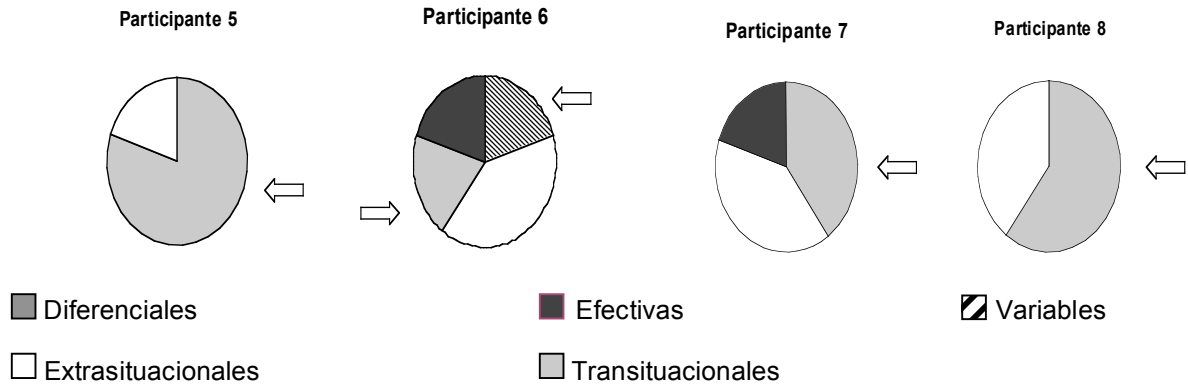 Participante 5
Participante 6
Participante 7
Participante 8
Diferenciales
Efectivas
Variables
Extrasituacionales
Transituacionales